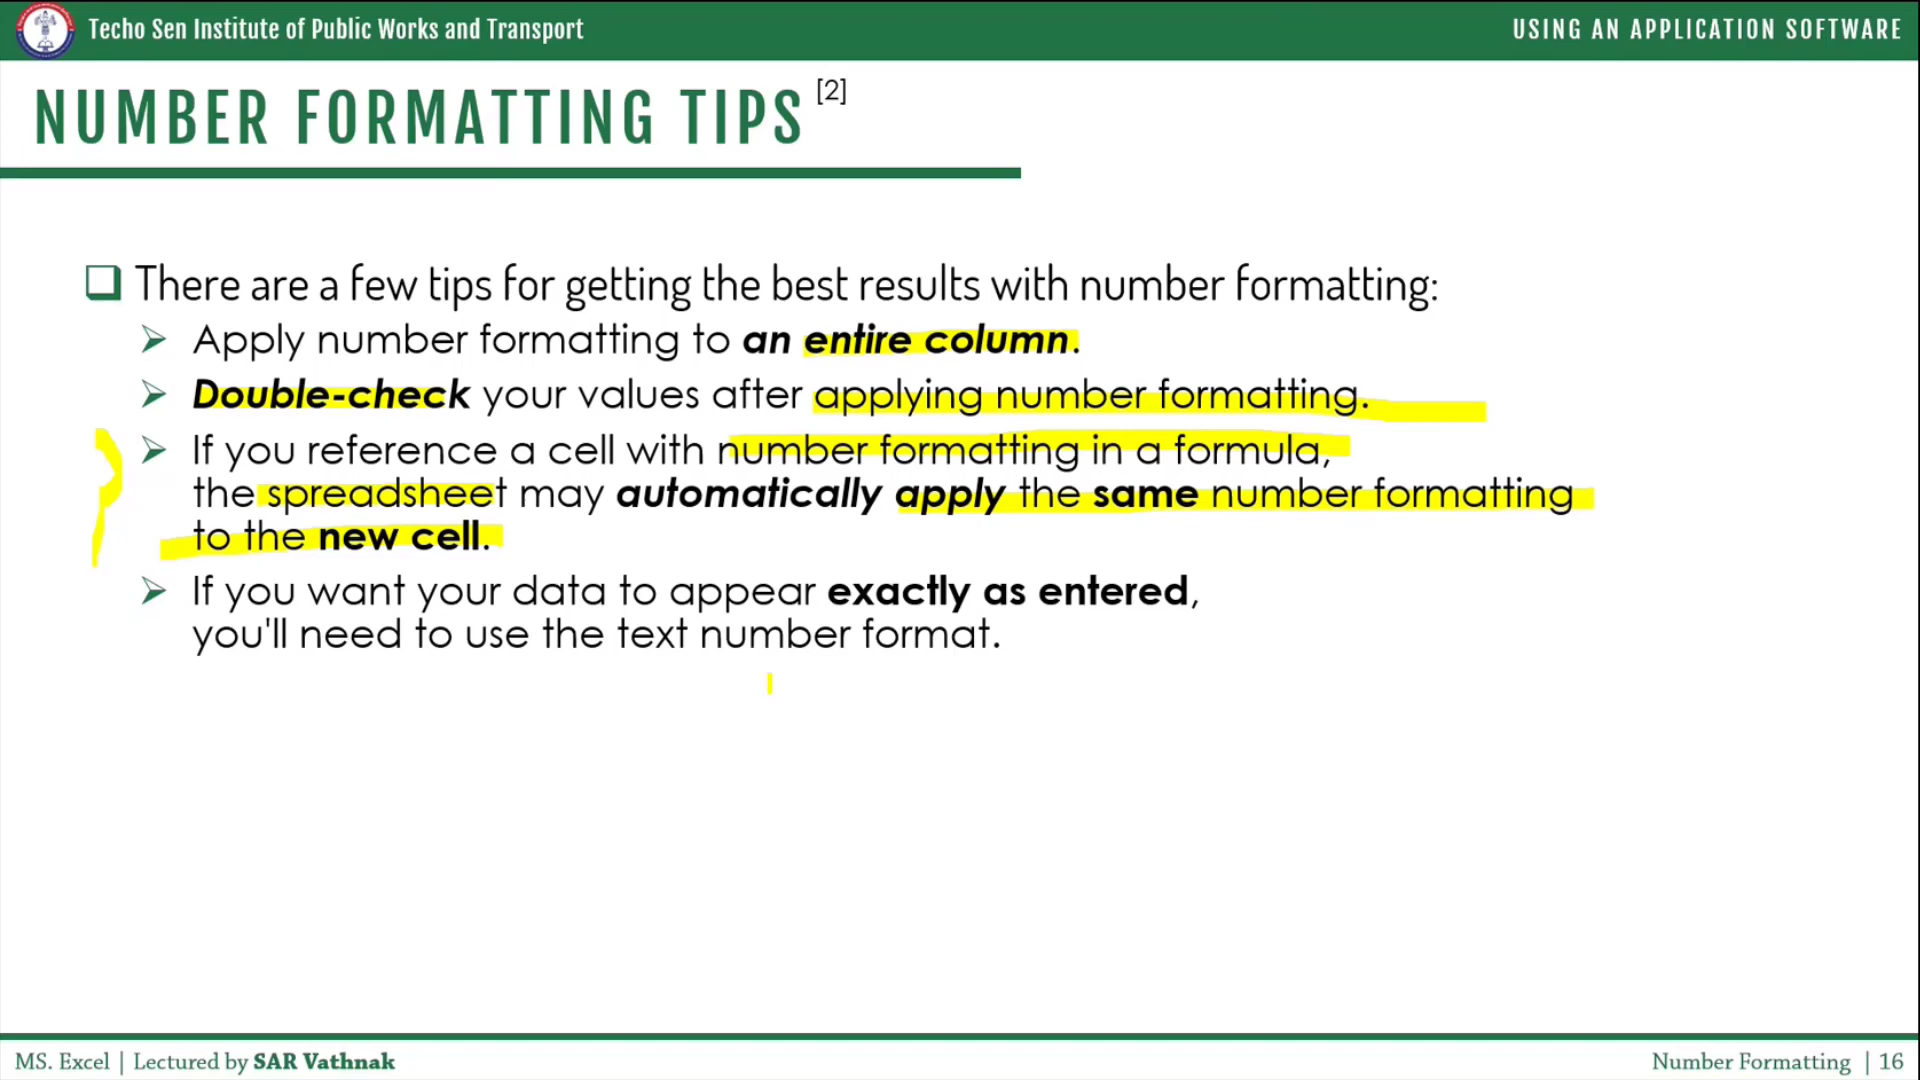 Techo Sen Institute of Public Works and Transport
USING AN APPLICATION SOFTWARE
NUMBER FORMATTING TIPS [2]
There are a few tips for getting the best results with number formatting:
Apply number formatting to an entire column.
Double-check your values after applying number formatting.
If you reference a cell with number formatting in a formula,
the spreadsheet may automatically apply the same number formatting
to the new cell.
If you want your data to appear exactly as entered,
you'll need to use the text number format.
MS. Excel | Lectured by SAR Vathnak
Number Formatting | 16